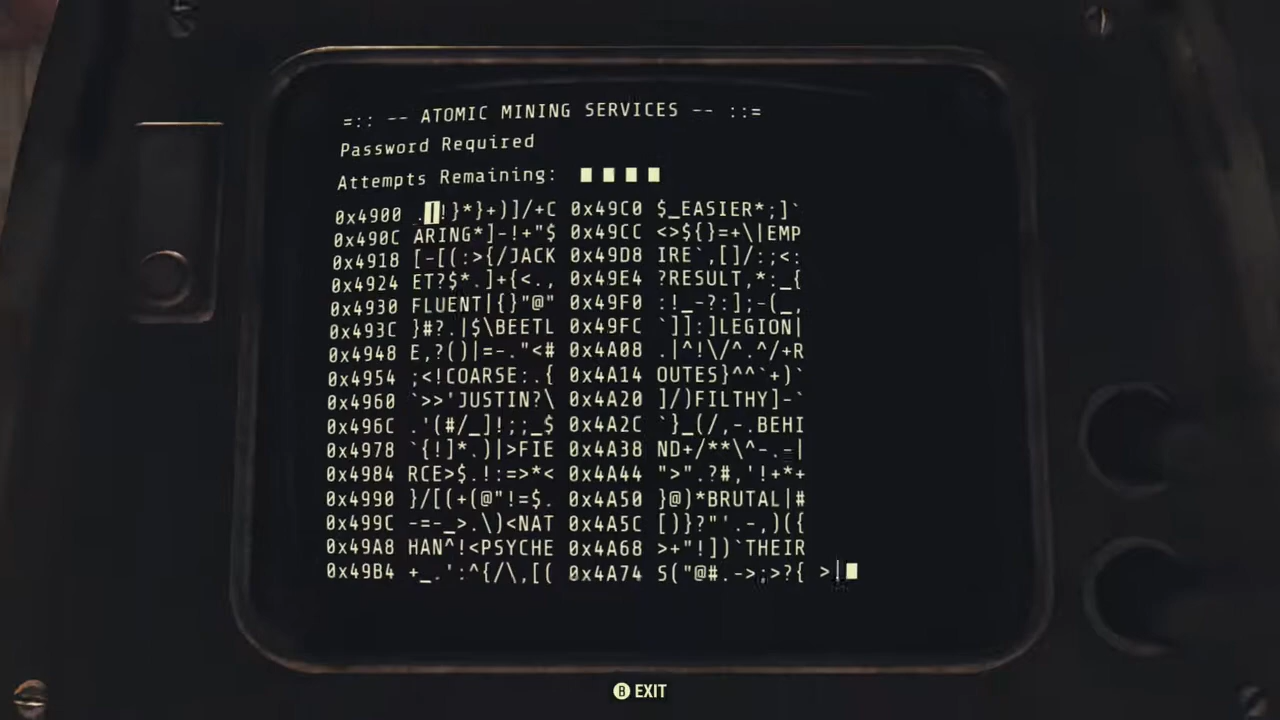 =:: -- ATOMIC MINING SERVICES -- ::=
Password Required
Attempts Remaining: ■ ■ ■ ■
0x4900 .|!}*}+)]/+C 0x49C0 $_EASIER*;]`
0x490C ARING*]-!+"$ 0x49CC <>${}=+\|EMP
0x4918 [-[(:>{/JACK 0x49D8 IRE`,[]/:;<:
0x4924 ET?$*.]+{<., 0x49E4 ?RESULT,*:_{
0x4930 FLUENT|{}"@" 0x49F0 :!_-?:];-(_,
0x493C }#?.|$\BEETL 0x49FC `]]:]LEGION|
0x4948 E,?()|=-."<# 0x4A08 .|^!\/^.^/+R
0x4954 ;<!COARSE:.{ 0x4A14 OUTES}^^`+)`
0x4960 `>>'JUSTIN?\ 0x4A20 ]/)FILTHY]-`
0x496C .'(#/_]!;;_$ 0x4A2C `}_(/,-.BEHI
0x4978 `{!]*.)|>FIE 0x4A38 ND+/**\^-.-|
0x4984 RCE>$.!:=>*< 0x4A44 ">".?#,'!+*+
0x4990 }/[(+(@"!=$. 0x4A50 }@)*BRUTAL|#
0x499C -=-_>.\)<NAT 0x4A5C [)}?"'.-,)({
0x49A8 HAN^!<PSYCHE 0x4A68 >+"!])`THEIR
0x49B4 +_.':^{/\,[( 0x4A74 S("@#.->;>?{ >|■
B EXIT